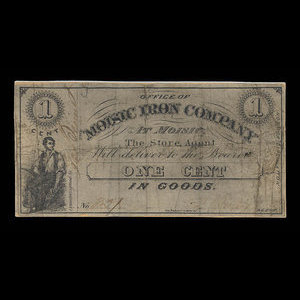 OFFICE OF
1 1
MOISIC IRON COMPANY
CENT
AT MOISIC
The Store Agent
Will deliver to the Bearer
ONE CENT
IN GOODS.
No.